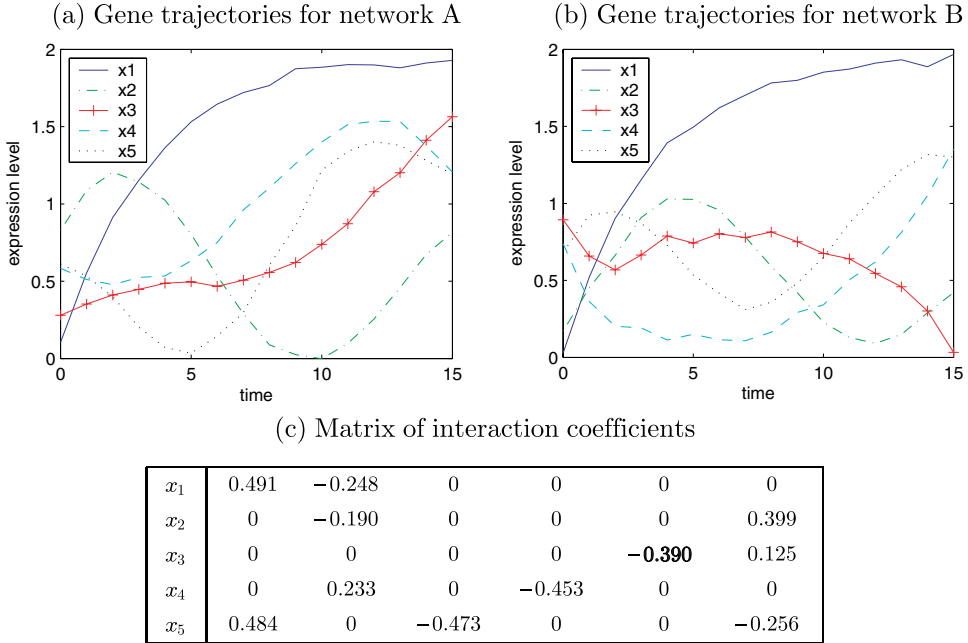 (a) Gene trajectories for network A
(b) Gene trajectories for network B
2
1.5
1
0.5
0
expression level
x1
x2
x3
x4
x5
0 5 10 15
time
2
1.5
1
0.5
0
expression level
x1
x2
x3
x4
x5
0 5 10 15
time
(c) Matrix of interaction coefficients
x1 0.491 −0.248 0 0 0 0
x2 0 −0.190 0 0 0 0.399
x3 0 0 0 0 −0.390 0.125
x4 0 0.233 0 −0.453 0 0
x5 0.484 0 −0.473 0 0 −0.256